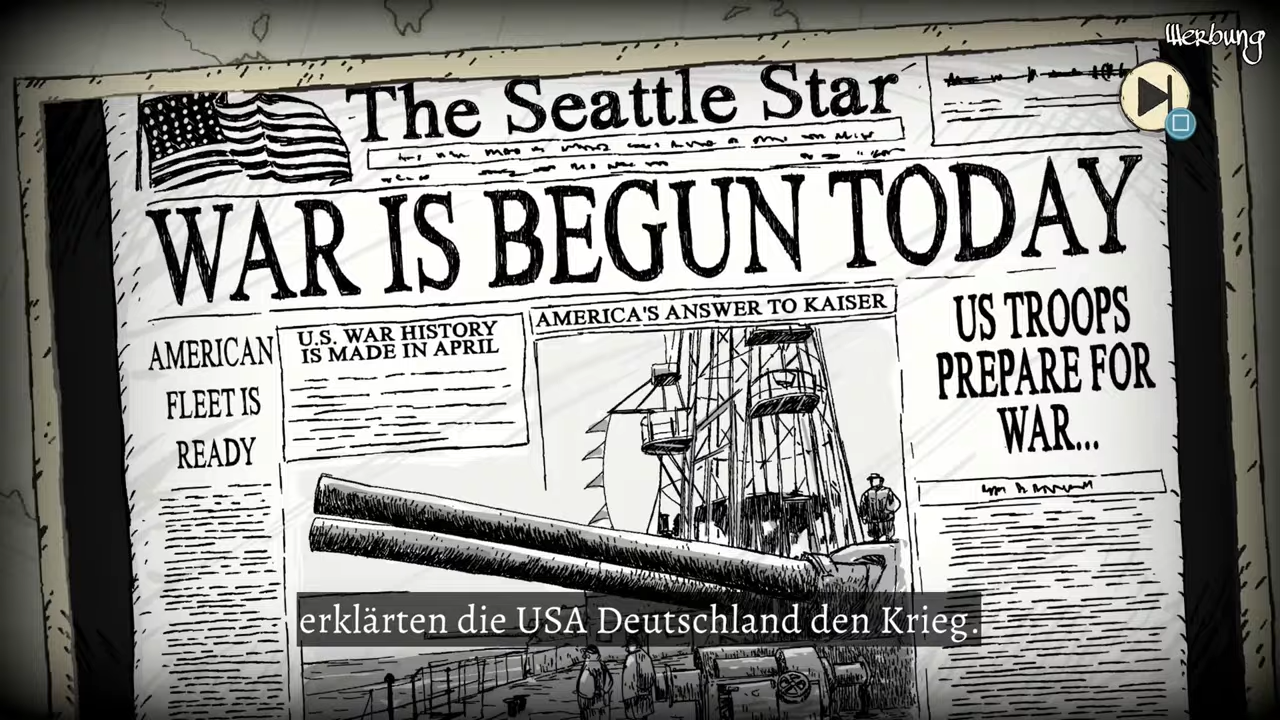 Werbung
The Seattle Star
WAR IS BEGUN TODAY
AMERICAN
FLEET IS
READY
U.S. WAR HISTORY
IS MADE IN APRIL
AMERICA'S ANSWER TO KAISER
US TROOPS
PREPARE FOR
WAR...
erklärten die USA Deutschland den Krieg.